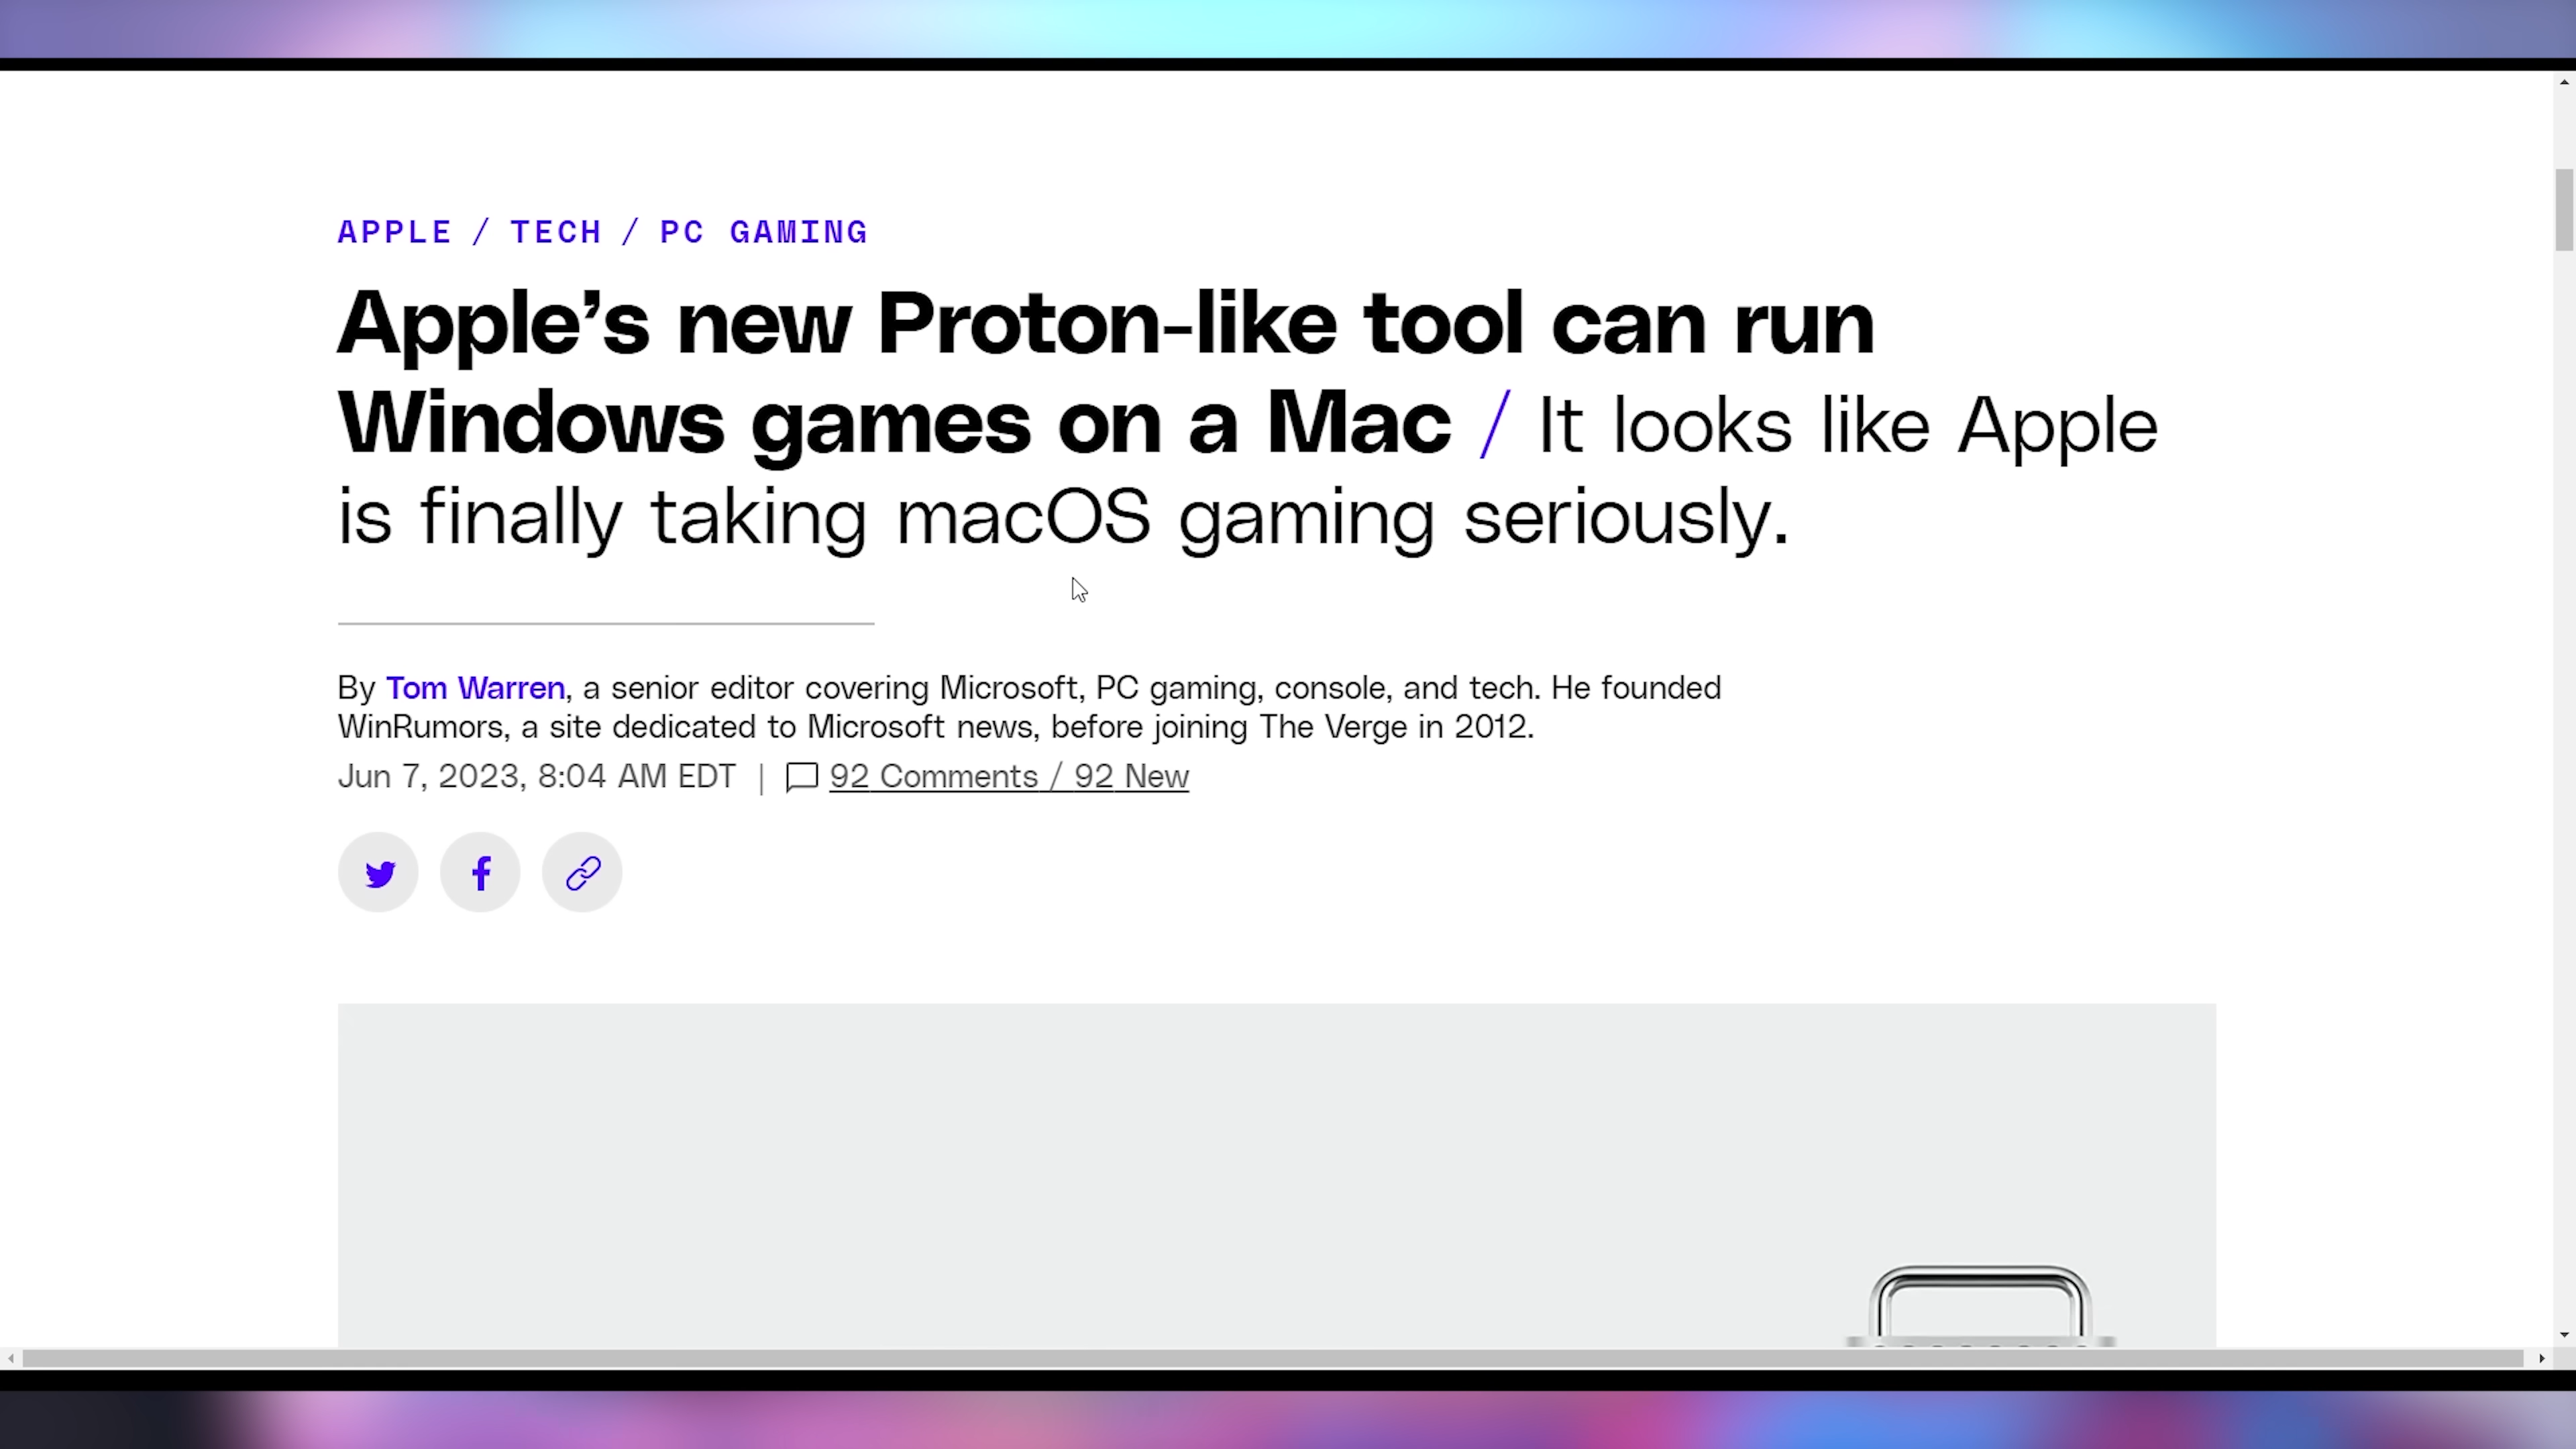 APPLE / TECH / PC GAMING
Apple’s new Proton-like tool can run
Windows games on a Mac / It looks like Apple
is finally taking macOS gaming seriously.
By Tom Warren, a senior editor covering Microsoft, PC gaming, console, and tech. He founded
WinRumors, a site dedicated to Microsoft news, before joining The Verge in 2012.
Jun 7, 2023, 8:04 AM EDT | 92 Comments / 92 New